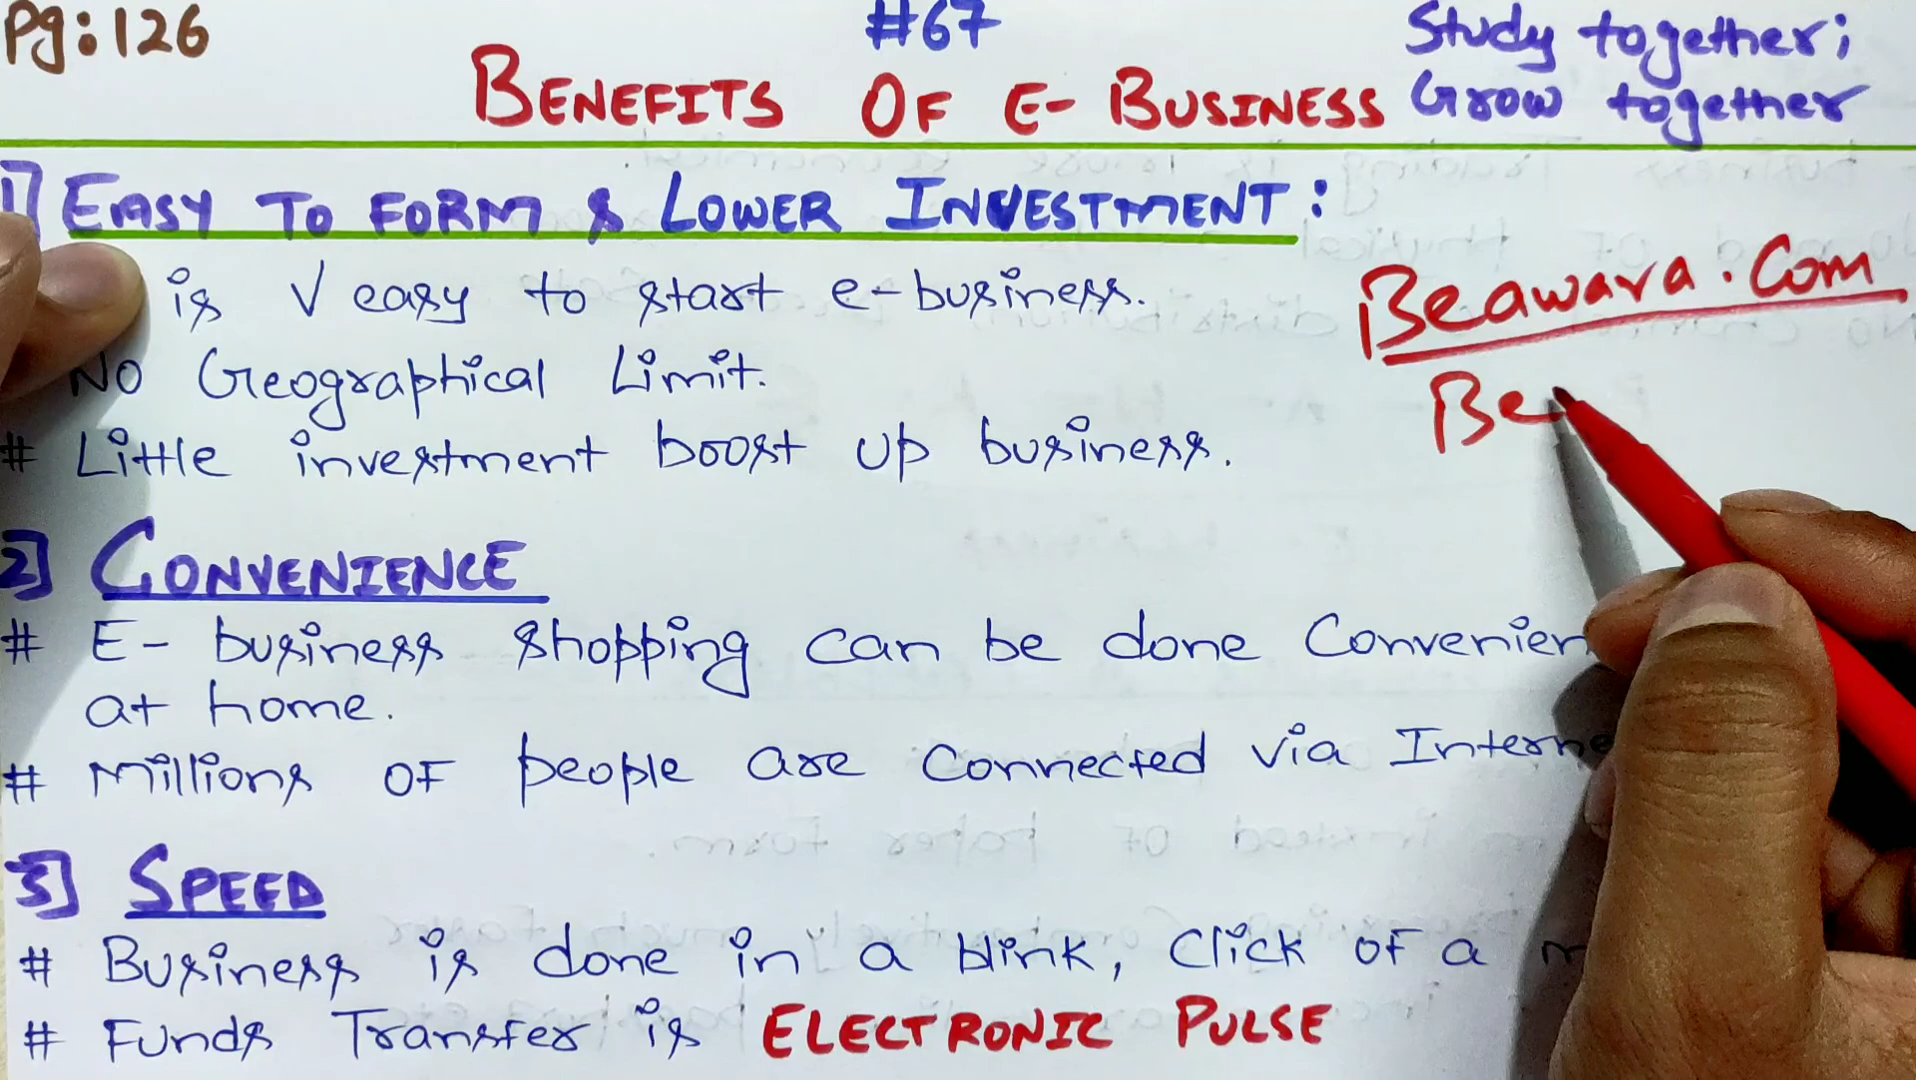 Pg:126
#67
Study together;
Grow together
BENEFITS OF E- BUSINESS
1] EASY TO FORM & LOWER INVESTMENT:
is √ easy to start e-business.
No Geographical Limit.
# Little investment boost up business.
Beawara.Com
Be
2] CONVENIENCE
# E- business shopping can be done
at home.
# Millions OF people are connected via
3] SPEED
# Business is done in a blink, click OF a
# Funds Transfer is ELECTRONIC PULSE